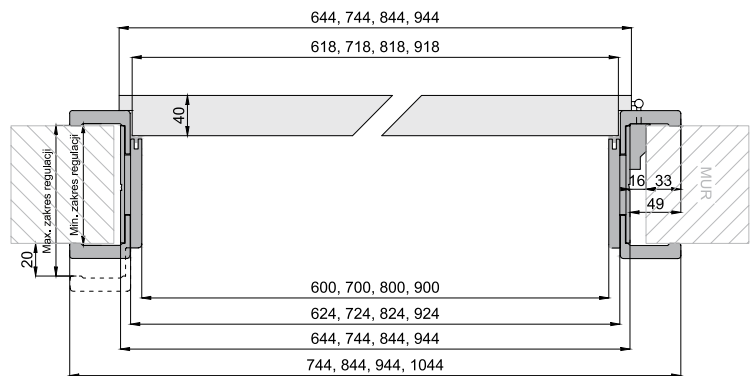 644, 744, 844, 944
618, 718, 818, 918
40
Max. zakres regulacji
Min. zakres regulacji
MUR
16
33
49
20
600, 700, 800, 900
624, 724, 824, 924
644, 744, 844, 944
744, 844, 944, 1044